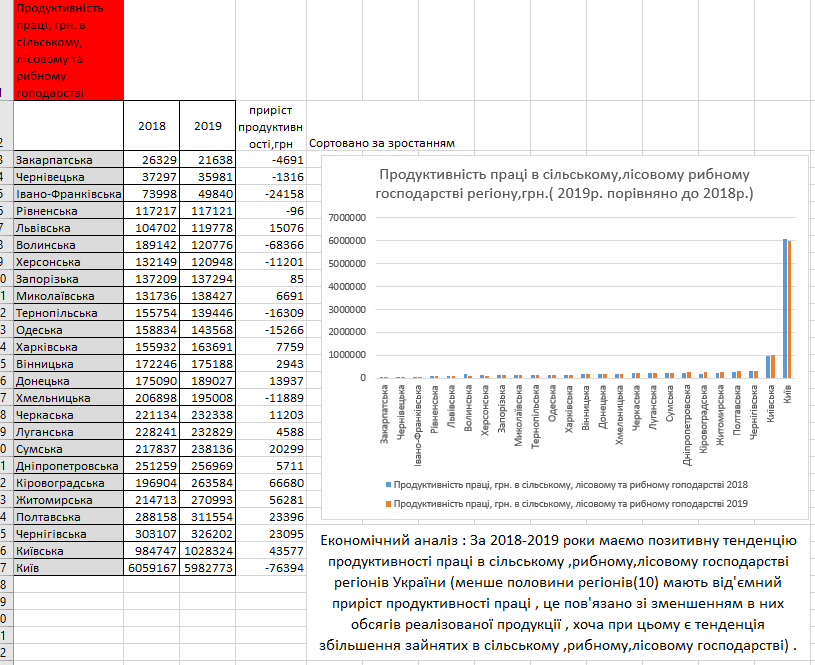 Продуктивність
праці, грн. в
сільському,
лісовому та
рибному
гоподарстві
2018 2019 приріст продуктивн ості,грн Сортовано за зростанням
Закарпатська 26329 21638 -4691
Чернівецька 37297 35981 -1316
Івано-Франківська 73998 49840 -24158
Рівненська 117217 117121 -96
Львівська 104702 119778 15076
Волинська 189142 120776 -68366
Херсонська 132149 120948 -11201
Запорізька 137209 137294 85
Миколаївська 131736 138427 6691
Тернопільська 155754 139446 -16309
Одеська 158834 143568 -15266
Харківська 155932 163691 7759
Вінницька 172246 175188 2943
Донецька 175090 189027 13937
Хмельницька 206898 195008 -11889
Черкаська 221134 232338 11203
Луганська 228241 232829 4588
Сумська 217837 238136 20299
Дніпропетровська 251259 256969 5711
Кіровоградська 196904 263584 66680
Житомирська 214713 270993 56281
Полтавська 288158 311554 23396
Чернігівська 303107 326202 23095
Київська 984747 1028324 43577
Київ 6059167 5982773 -76394
Продуктивність праці в сільському,лісовому рибному
господарстві регіону,грн.( 2019р. порівняно до 2018р.)
7000000
6000000
5000000
4000000
3000000
2000000
1000000
0
Закарпатська
Чернівецька
Івано-Франківська
Рівненська
Львівська
Волинська
Херсонська
Запорізька
Миколаївська
Тернопільська
Одеська
Харківська
Вінницька
Донецька
Хмельницька
Черкаська
Луганська
Сумська
Дніпропетровська
Кіровоградська
Житомирська
Полтавська
Чернігівська
Київська
Київ
Продуктивність праці, грн. в сільському, лісовому та рибному гоподарстві 2018
Продуктивність праці, грн. в сільському, лісовому та рибному гоподарстві 2019
Економічний аналіз : За 2018-2019 роки маємо позитивну тенденцію
продуктивності праці в сільському ,рибному,лісовому господарстві
регіонів України (менше половини регіонів(10) мають від'ємний
приріст продуктивності праці , це пов'язано зі зменшенням в них
обсягів реалізованої продукції , хоча при цьому є тенденція
збільшення зайнятих в сільському ,рибному,лісовому господарстві) .